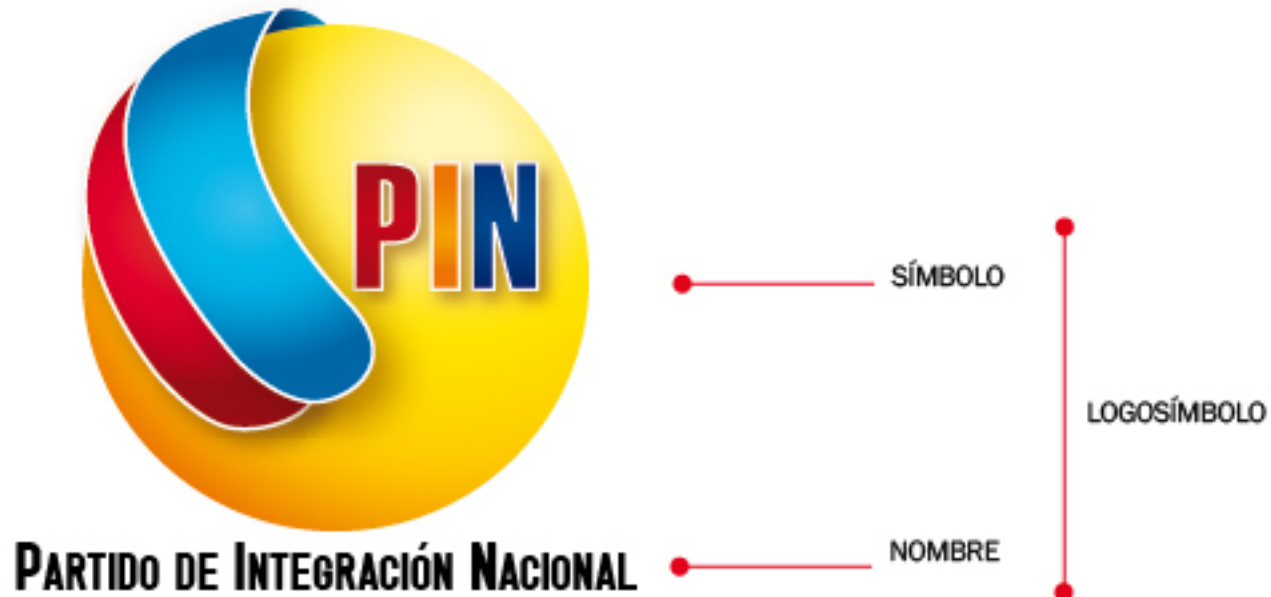 PIN
SÍMBOLO
LOGOSÍMBOLO
PARTIDO DE INTEGRACIÓN NACIONAL
NOMBRE